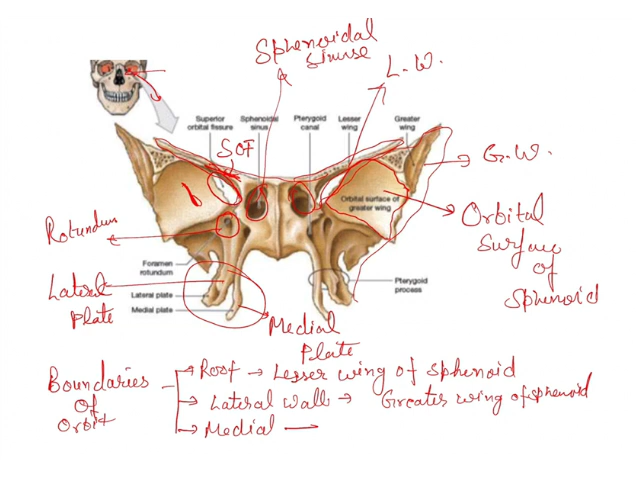 Sphenoidal
sinuse
L.W.
Superior
orbital fissure
Sphenoidal
sinus
Pterygoid
canal
Lesser
wing
Greater
wing
SOF
Gr.W.
Orbital surface of
greater wing
Orbital
Surface
of
Sphenoid
Rotundum
Foramen
rotundum
Lateral
Plate
Lateral plate
Medial plate
Pterygoid
process
Medial
Plate
Boundaries
Of
Orbit
Roof → Lesser wing of sphenoid
Lateral wall → Greater wing of sphenoid
Medial →